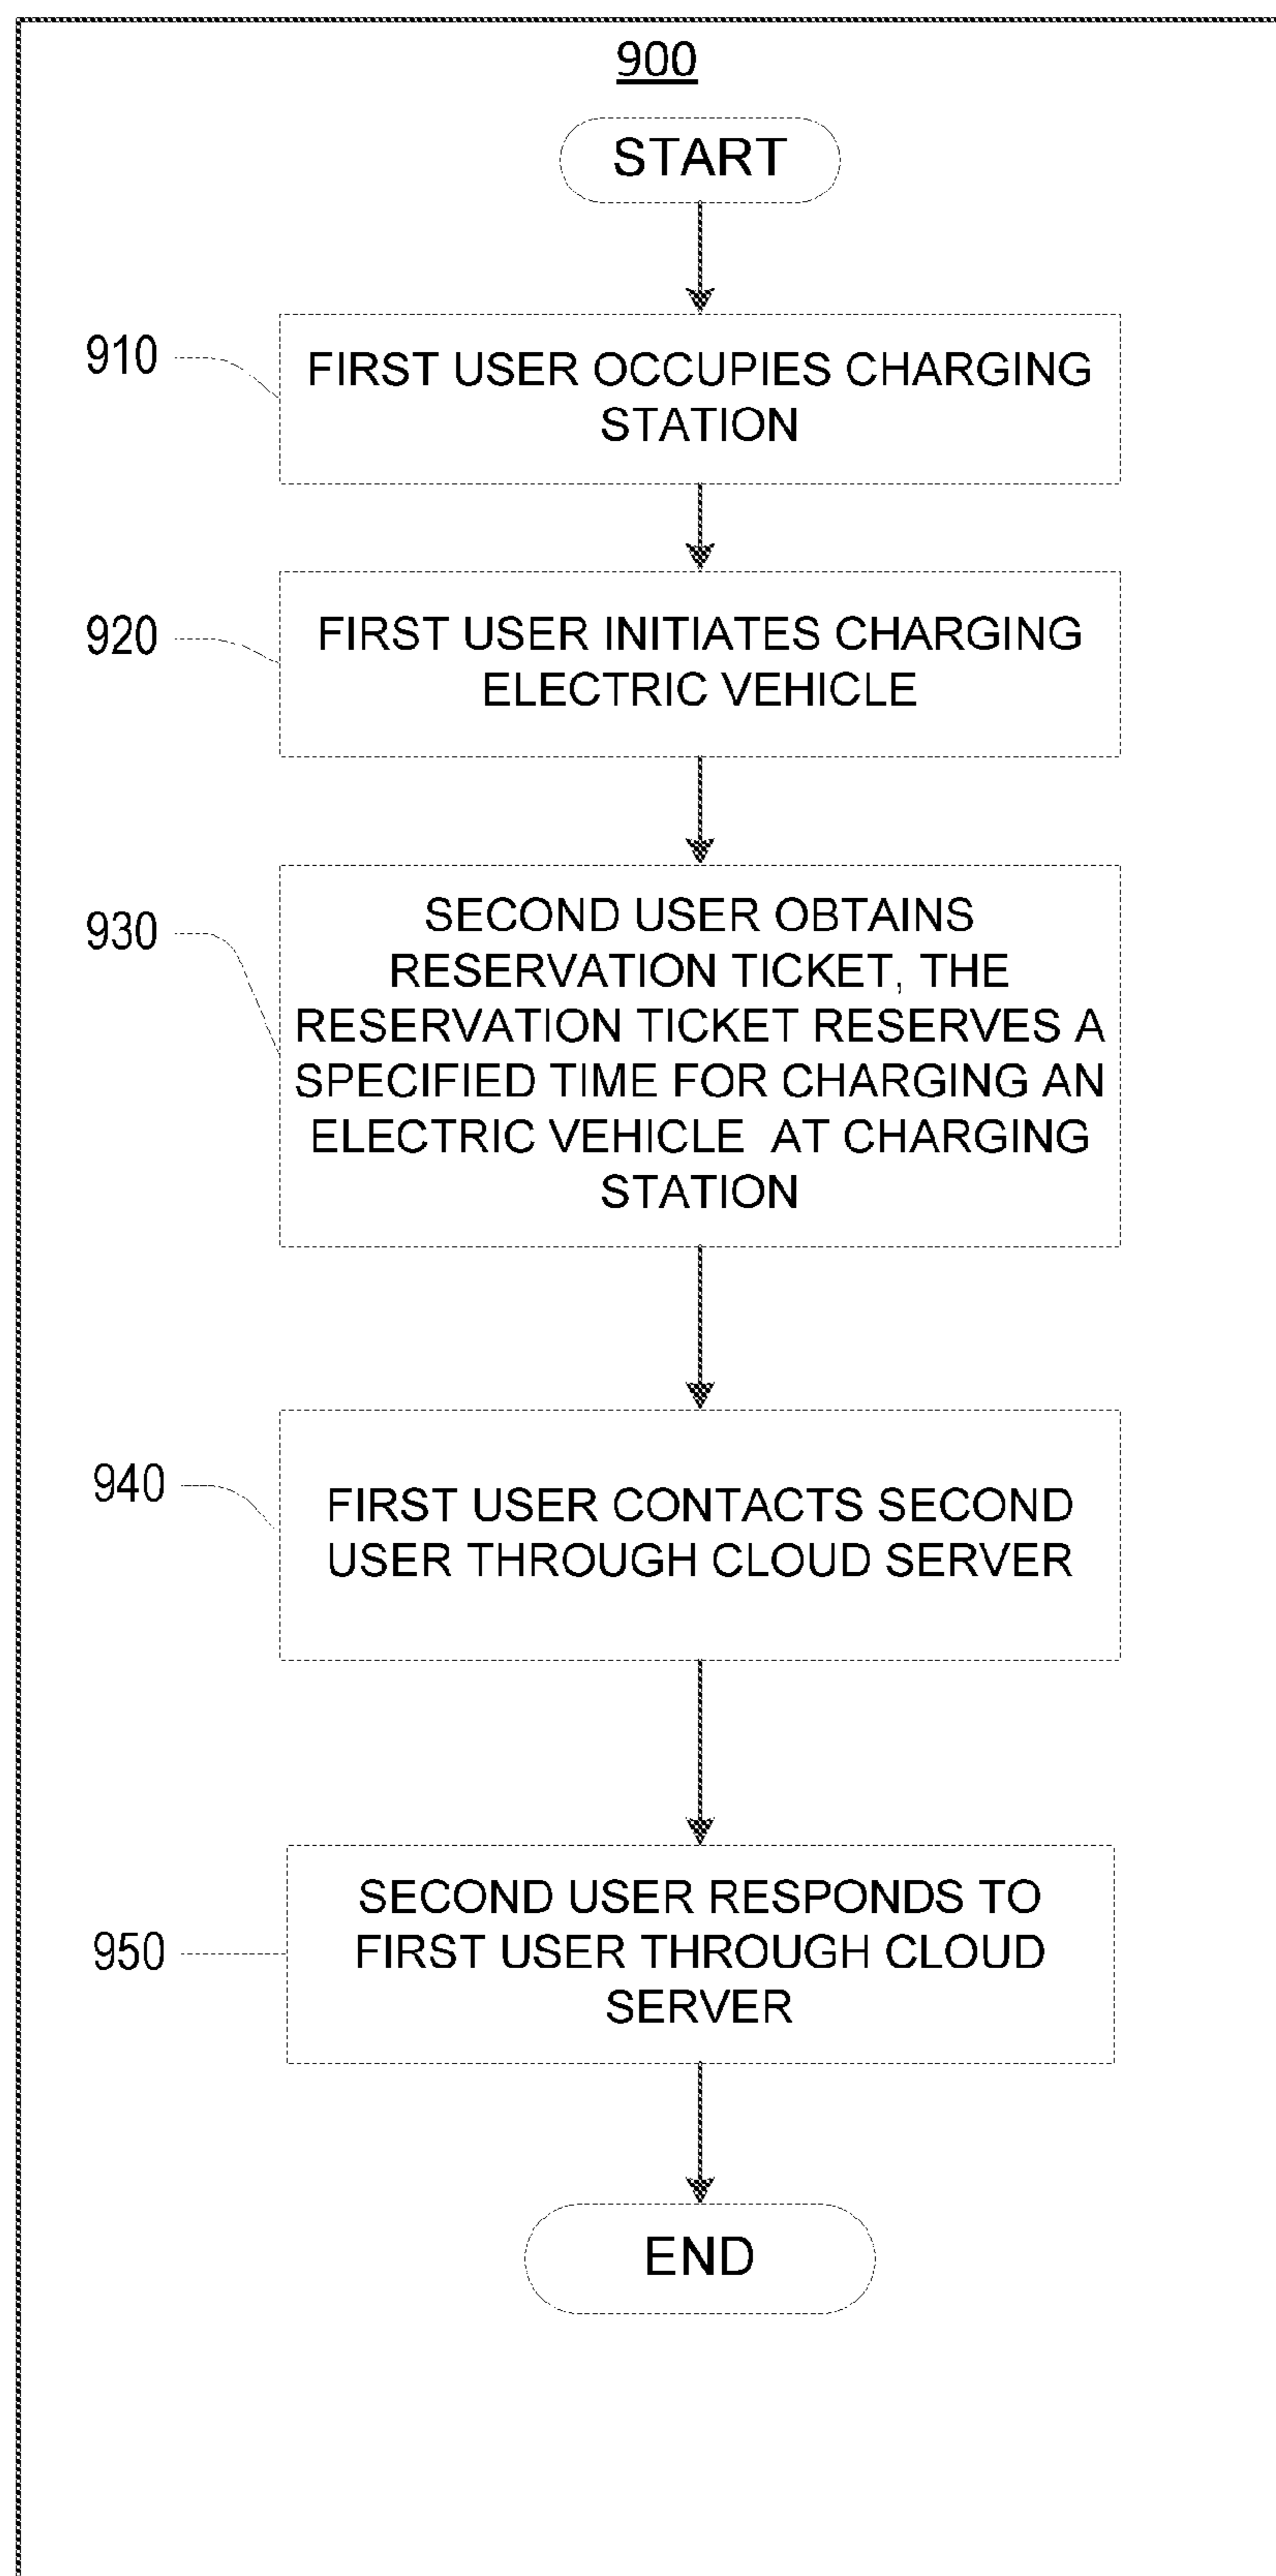 900
START
910
FIRST USER OCCUPIES CHARGING
STATION
920
FIRST USER INITIATES CHARGING
ELECTRIC VEHICLE
930
SECOND USER OBTAINS
RESERVATION TICKET, THE
RESERVATION TICKET RESERVES A
SPECIFIED TIME FOR CHARGING AN
ELECTRIC VEHICLE AT CHARGING
STATION
940
FIRST USER CONTACTS SECOND
USER THROUGH CLOUD SERVER
950
SECOND USER RESPONDS TO
FIRST USER THROUGH CLOUD
SERVER
END